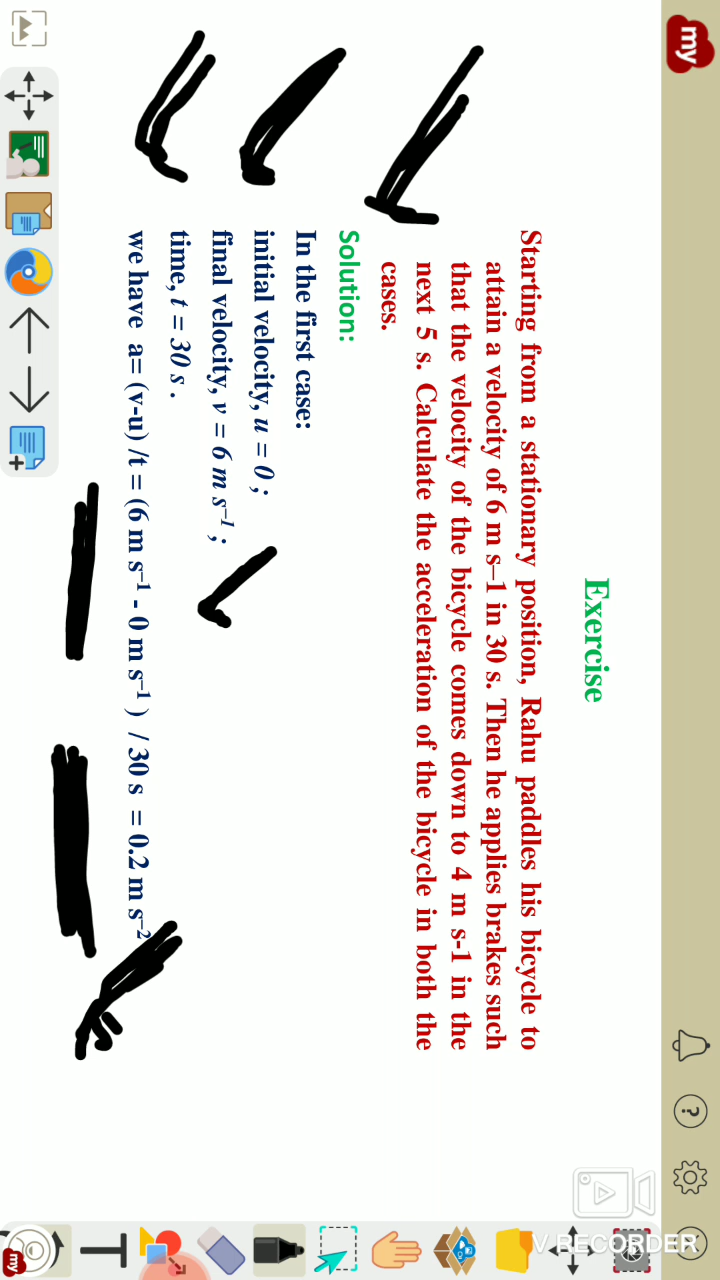 my
Exercise
Starting from a stationary position, Rahu paddles his bicycle to
attain a velocity of 6 m s–1 in 30 s. Then he applies brakes such
that the velocity of the bicycle comes down to 4 m s-1 in the
next 5 s. Calculate the acceleration of the bicycle in both the
cases.
Solution:
In the first case:
initial velocity, u = 0 ;
final velocity, v = 6 m s⁻¹ ;
time, t = 30 s .
we have a= (v-u) /t = (6 m s⁻¹ - 0 m s⁻¹ ) / 30 s = 0.2 m s⁻²
V RECORDER
my